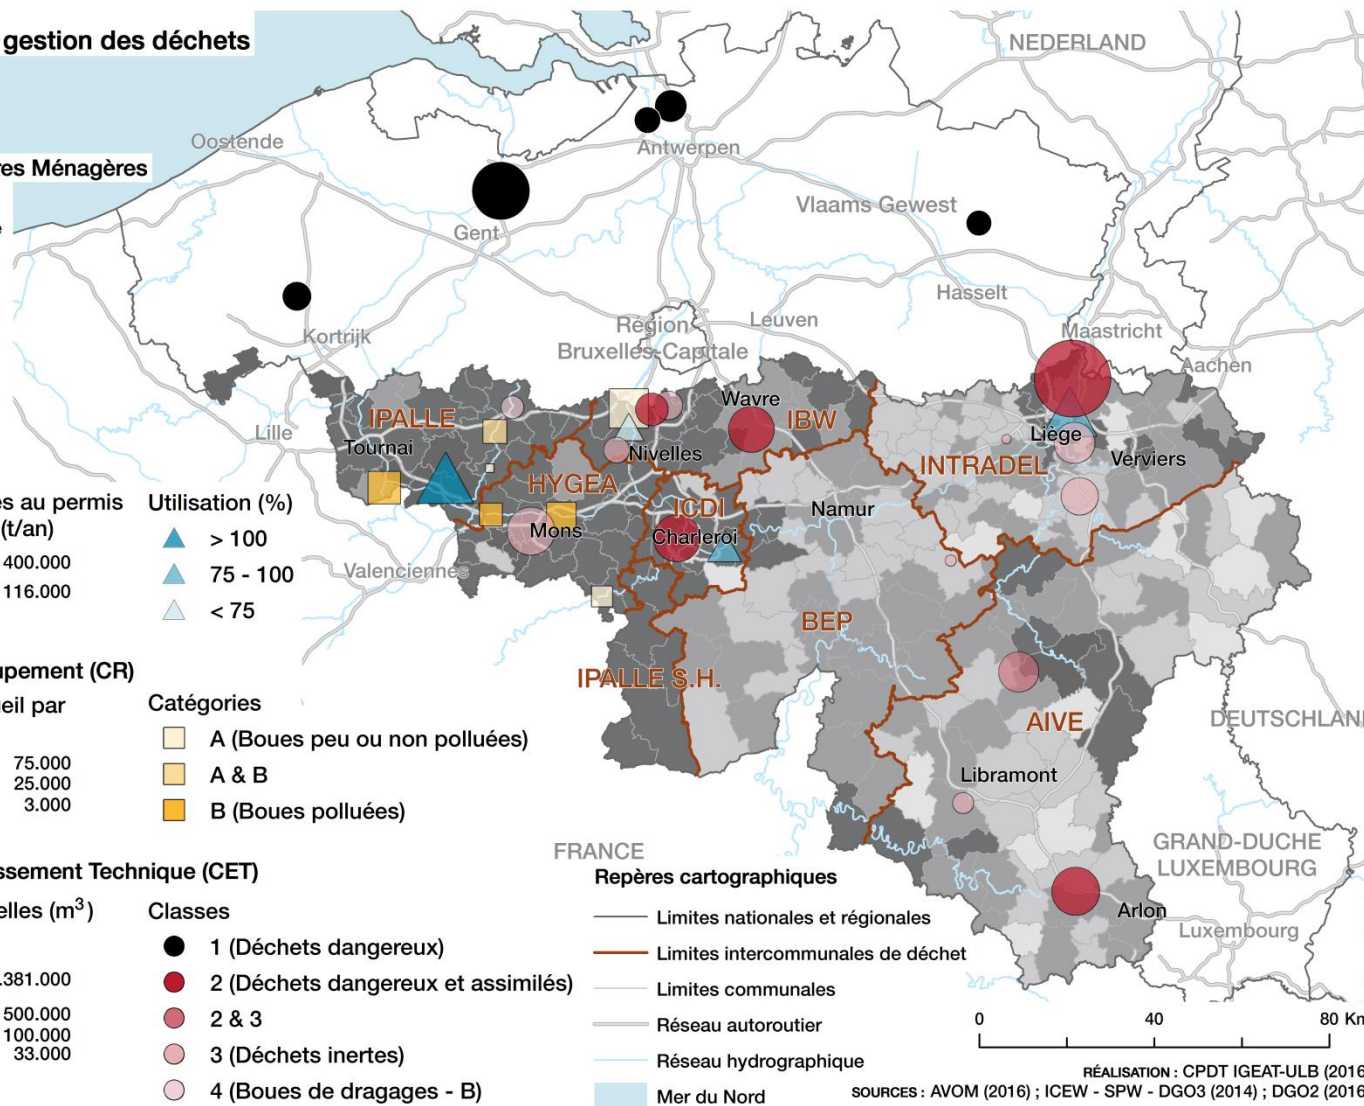 gestion des déchets
NEDERLAND
Oostende
Antwerpen
res Ménagères
Vlaams Gewest
Gent
Hasselt
Kortrijk
Région
Bruxelles-Capitale
Leuven
Maastricht
Aachen
Lille
IPALLE
Tournai
Wavre
IBW
Nivelles
Liège
Verviers
INTRADEL
HYGEA
ICDI
Mons
Charleroi
Namur
Valenciennes
BEP
IPALLE S.H.
AIVE
DEUTSCHLAN
Libramont
GRAND-DUCHE
LUXEMBOURG
FRANCE
Arlon
Luxembourg
es au permis
(t/an)
400.000
116.000
Utilisation (%)
> 100
75 - 100
< 75
upement (CR)
ueil par
75.000
25.000
3.000
Catégories
A (Boues peu ou non polluées)
A & B
B (Boues polluées)
issement Technique (CET)
elles (m³)
.381.000
500.000
100.000
33.000
Classes
1 (Déchets dangereux)
2 (Déchets dangereux et assimilés)
2 & 3
3 (Déchets inertes)
4 (Boues de dragages - B)
Repères cartographiques
Limites nationales et régionales
Limites intercommunales de déchet
Limites communales
Réseau autoroutier
Réseau hydrographique
Mer du Nord
0 40 80 Km
RÉALISATION : CPDT IGEAT-ULB (2016
SOURCES : AVOM (2016) ; ICEW - SPW - DGO3 (2014) ; DGO2 (2016